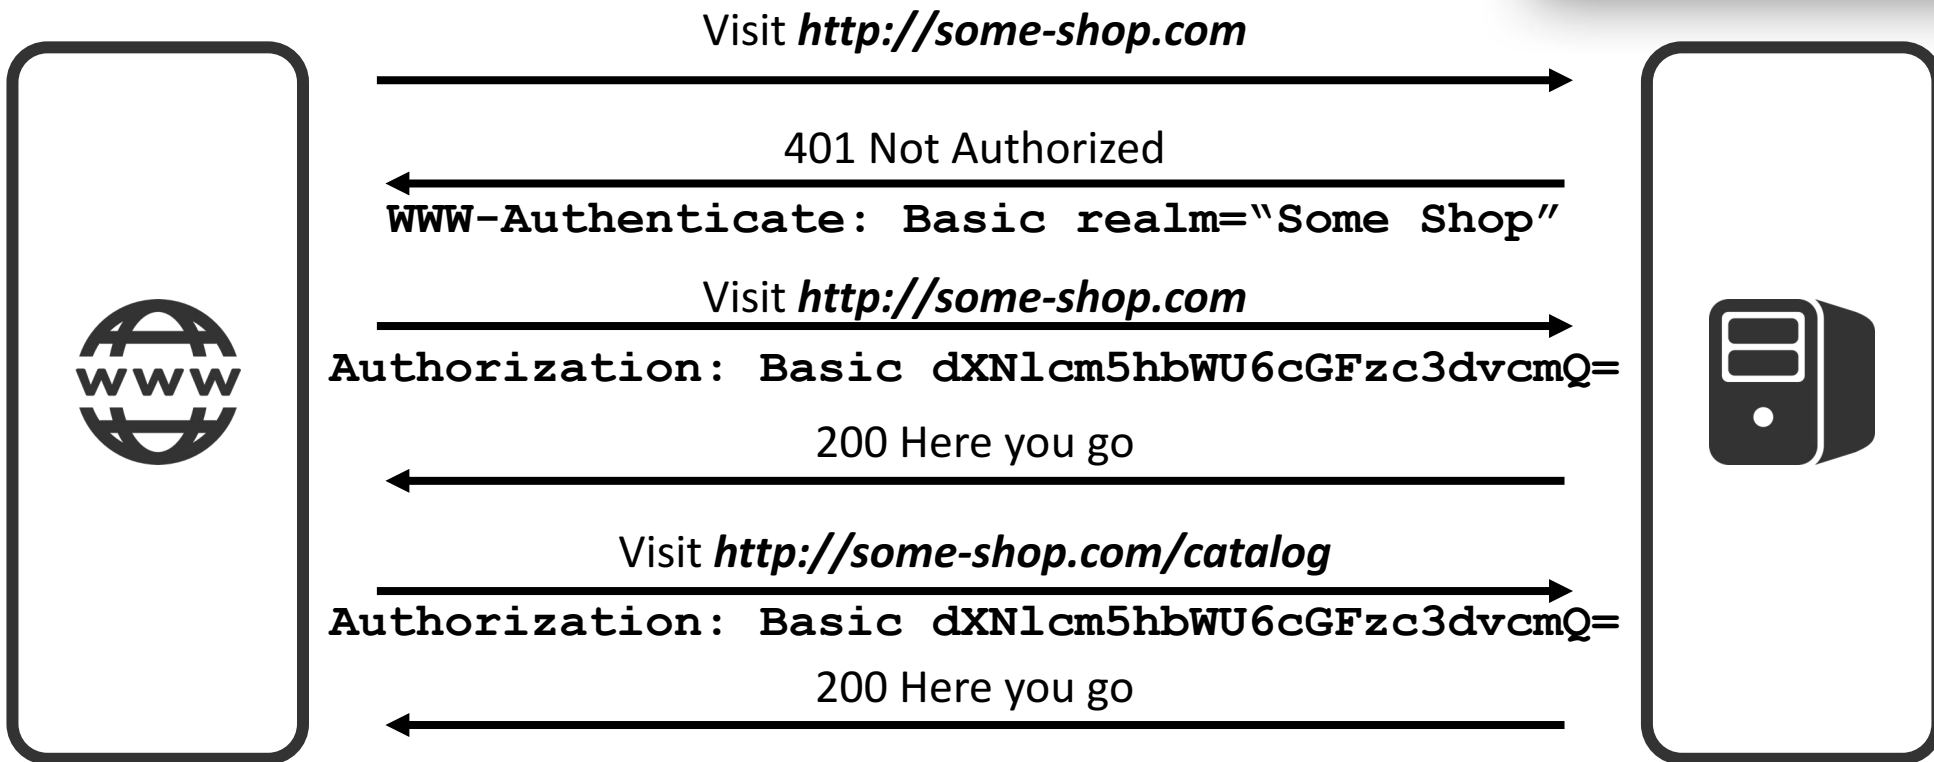 Visit http://some-shop.com
401 Not Authorized
WWW-Authenticate: Basic realm=“Some Shop”
Visit http://some-shop.com
WWW
Authorization: Basic dXNlcm5hbWU6cGFzc3dvcmQ=
200 Here you go
Visit http://some-shop.com/catalog
Authorization: Basic dXNlcm5hbWU6cGFzc3dvcmQ=
200 Here you go